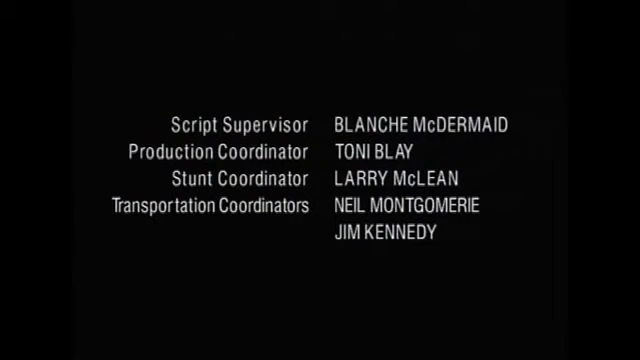 Script Supervisor BLANCHE McDERMAID
Production Coordinator TONI BLAY
Stunt Coordinator LARRY McLEAN
Transportation Coordinators NEIL MONTGOMERIE
JIM KENNEDY